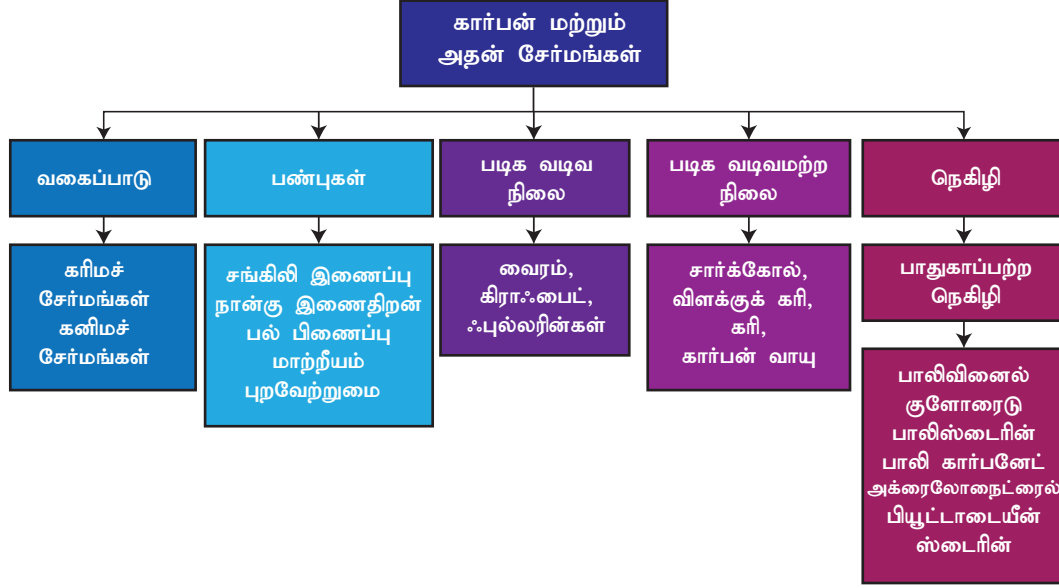 கார்பன் மற்றும்
அதன் சேர்மங்கள்
வகைப்பாடு
பண்புகள்
படிக வடிவ
நிலை
படிக வடிவமற்ற
நிலை
நெகிழி
கரிமச்
சேர்மங்கள்
கனிமச்
சேர்மங்கள்
சங்கிலி இணைப்பு
நான்கு இணைதிறன்
பல் பிணைப்பு
மாற்றீயம்
புறவேற்றுமை
வைரம்,
கிராஃபைட்,
ஃபுல்லரின்கள்
சார்க்கோல்,
விளக்குக் கரி,
கரி,
கார்பன் வாயு
பாதுகாப்பற்ற
நெகிழி
பாலிவினைல்
குளோரைடு
பாலிஸ்டைரின்
பாலி கார்பனேட்
அக்ரைலோநைட்ரைல்
பியூட்டாடையீன்
ஸ்டைரின்